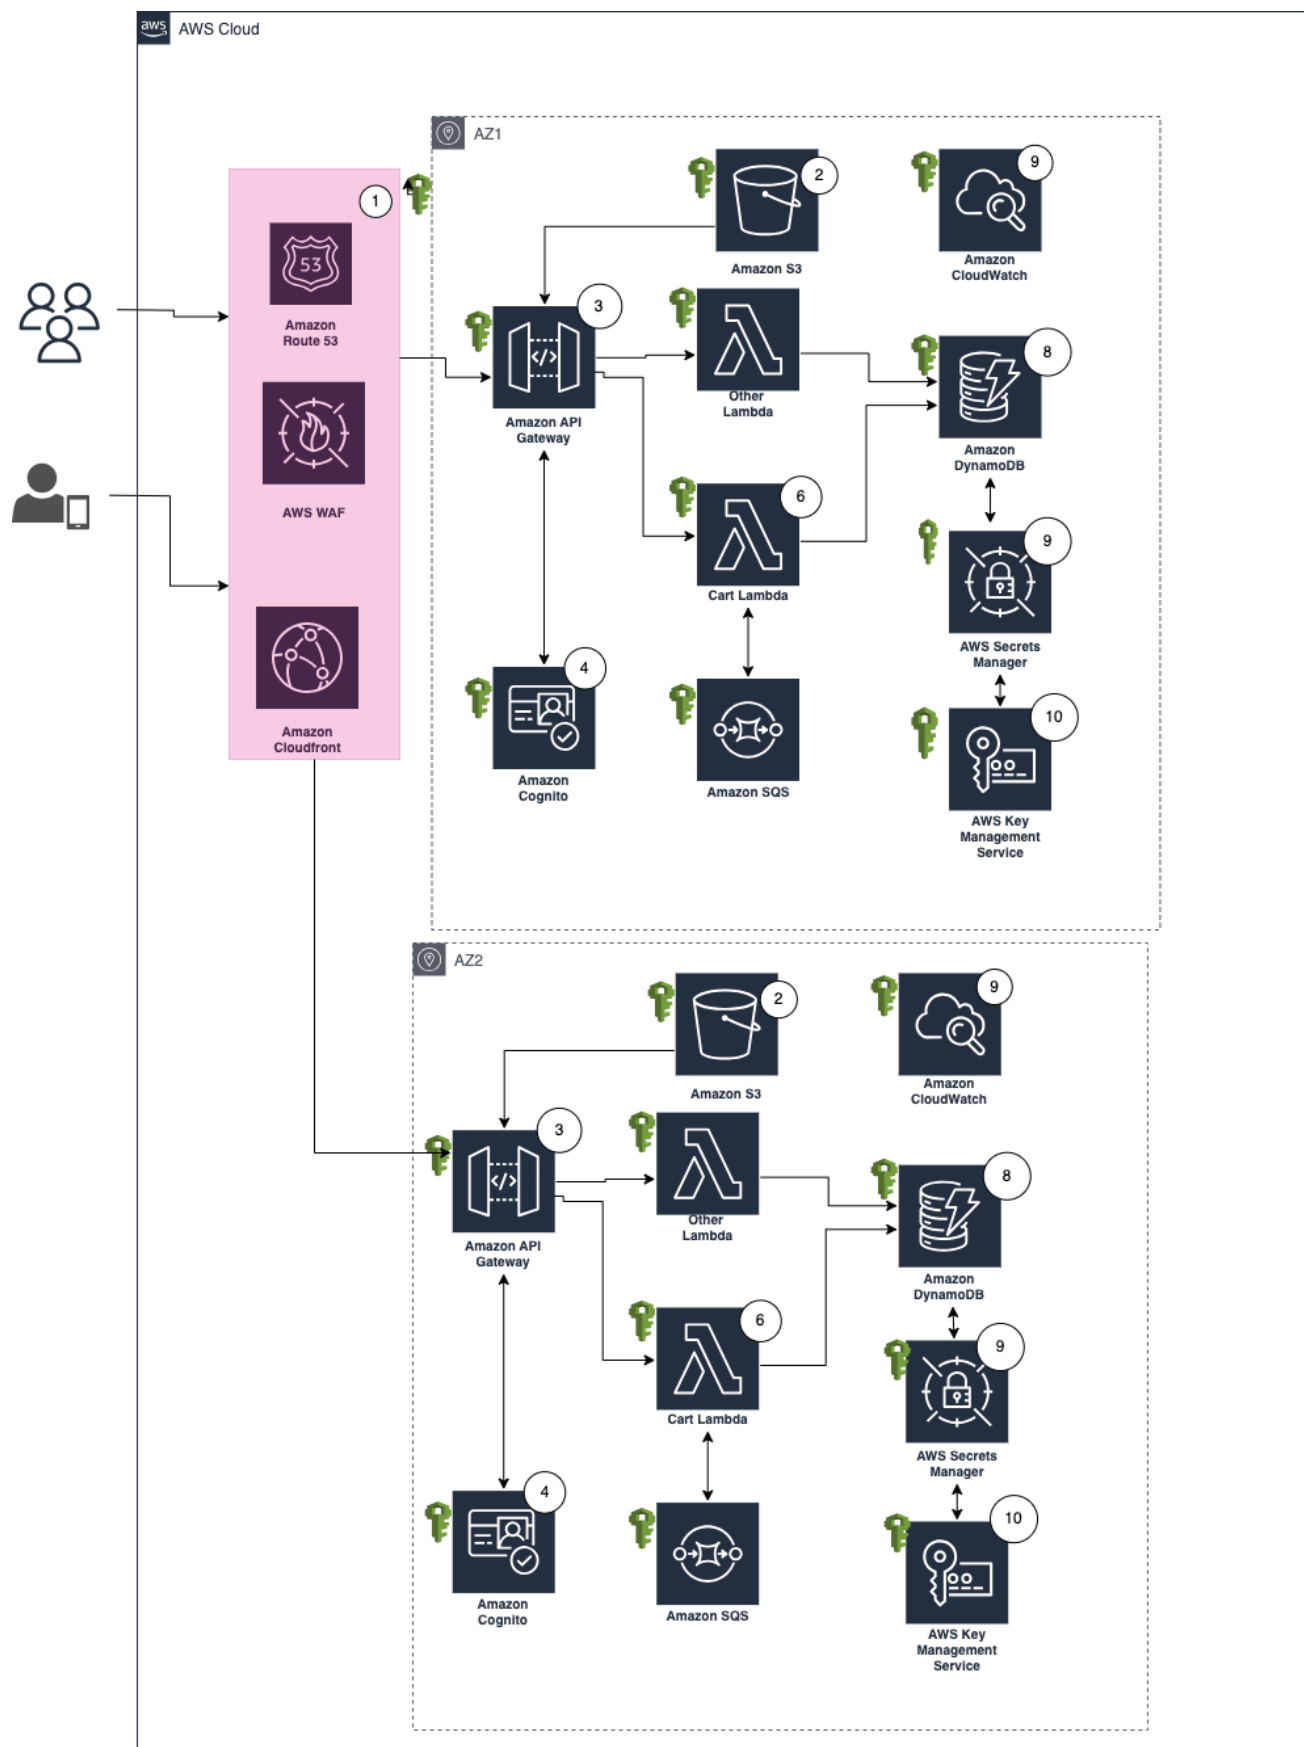 aws
AWS Cloud
1
53
Amazon
Route 53
AWS WAF
Amazon
Cloudfront
AZ1
2
Amazon S3
9
Amazon
CloudWatch
3
</>
Amazon API
Gateway
Other
Lambda
8
Amazon
DynamoDB
6
Cart Lambda
9
AWS Secrets
Manager
4
Amazon
Cognito
Amazon SQS
10
AWS Key
Management
Service
AZ2
2
Amazon S3
9
Amazon
CloudWatch
3
</>
Amazon API
Gateway
Other
Lambda
8
Amazon
DynamoDB
6
Cart Lambda
9
AWS Secrets
Manager
4
Amazon
Cognito
Amazon SQS
10
AWS Key
Management
Service